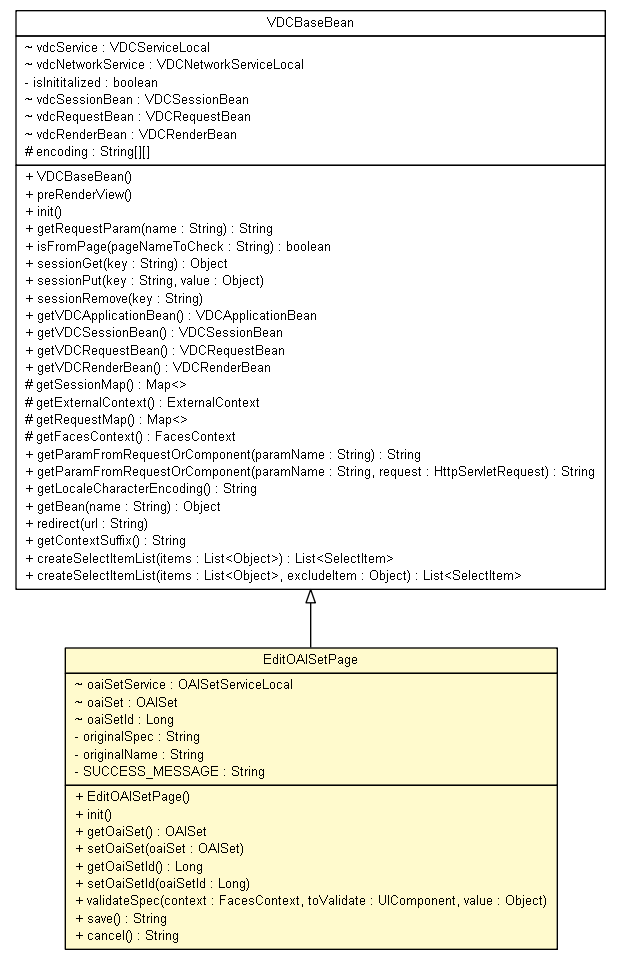 VDCBaseBean
~ vdcService : VDCServiceLocal
~ vdcNetworkService : VDCNetworkServiceLocal
- isInititalized : boolean
~ vdcSessionBean : VDCSessionBean
~ vdcRequestBean : VDCRequestBean
~ vdcRenderBean : VDCRenderBean
# encoding : String[][]
+ VDCBaseBean()
+ preRenderView()
+ init()
+ getRequestParam(name : String) : String
+ isFromPage(pageNameToCheck : String) : boolean
+ sessionGet(key : String) : Object
+ sessionPut(key : String, value : Object)
+ sessionRemove(key : String)
+ getVDCApplicationBean() : VDCApplicationBean
+ getVDCSessionBean() : VDCSessionBean
+ getVDCRequestBean() : VDCRequestBean
+ getVDCRenderBean() : VDCRenderBean
# getSessionMap() : Map<>
# getExternalContext() : ExternalContext
# getRequestMap() : Map<>
# getFacesContext() : FacesContext
+ getParamFromRequestOrComponent(paramName : String) : String
+ getParamFromRequestOrComponent(paramName : String, request : HttpServletRequest) : String
+ getLocaleCharacterEncoding() : String
+ getBean(name : String) : Object
+ redirect(url : String)
+ getContextSuffix() : String
+ createSelectItemList(items : List<Object>) : List<SelectItem>
+ createSelectItemList(items : List<Object>, excludeItem : Object) : List<SelectItem>
EditOAISetPage
~ oaiSetService : OAISetServiceLocal
~ oaiSet : OAISet
~ oaiSetId : Long
- originalSpec : String
- originalName : String
- SUCCESS_MESSAGE : String
+ EditOAISetPage()
+ init()
+ getOaiSet() : OAISet
+ setOaiSet(oaiSet : OAISet)
+ getOaiSetId() : Long
+ setOaiSetId(oaiSetId : Long)
+ validateSpec(context : FacesContext, toValidate : UIComponent, value : Object)
+ save() : String
+ cancel() : String